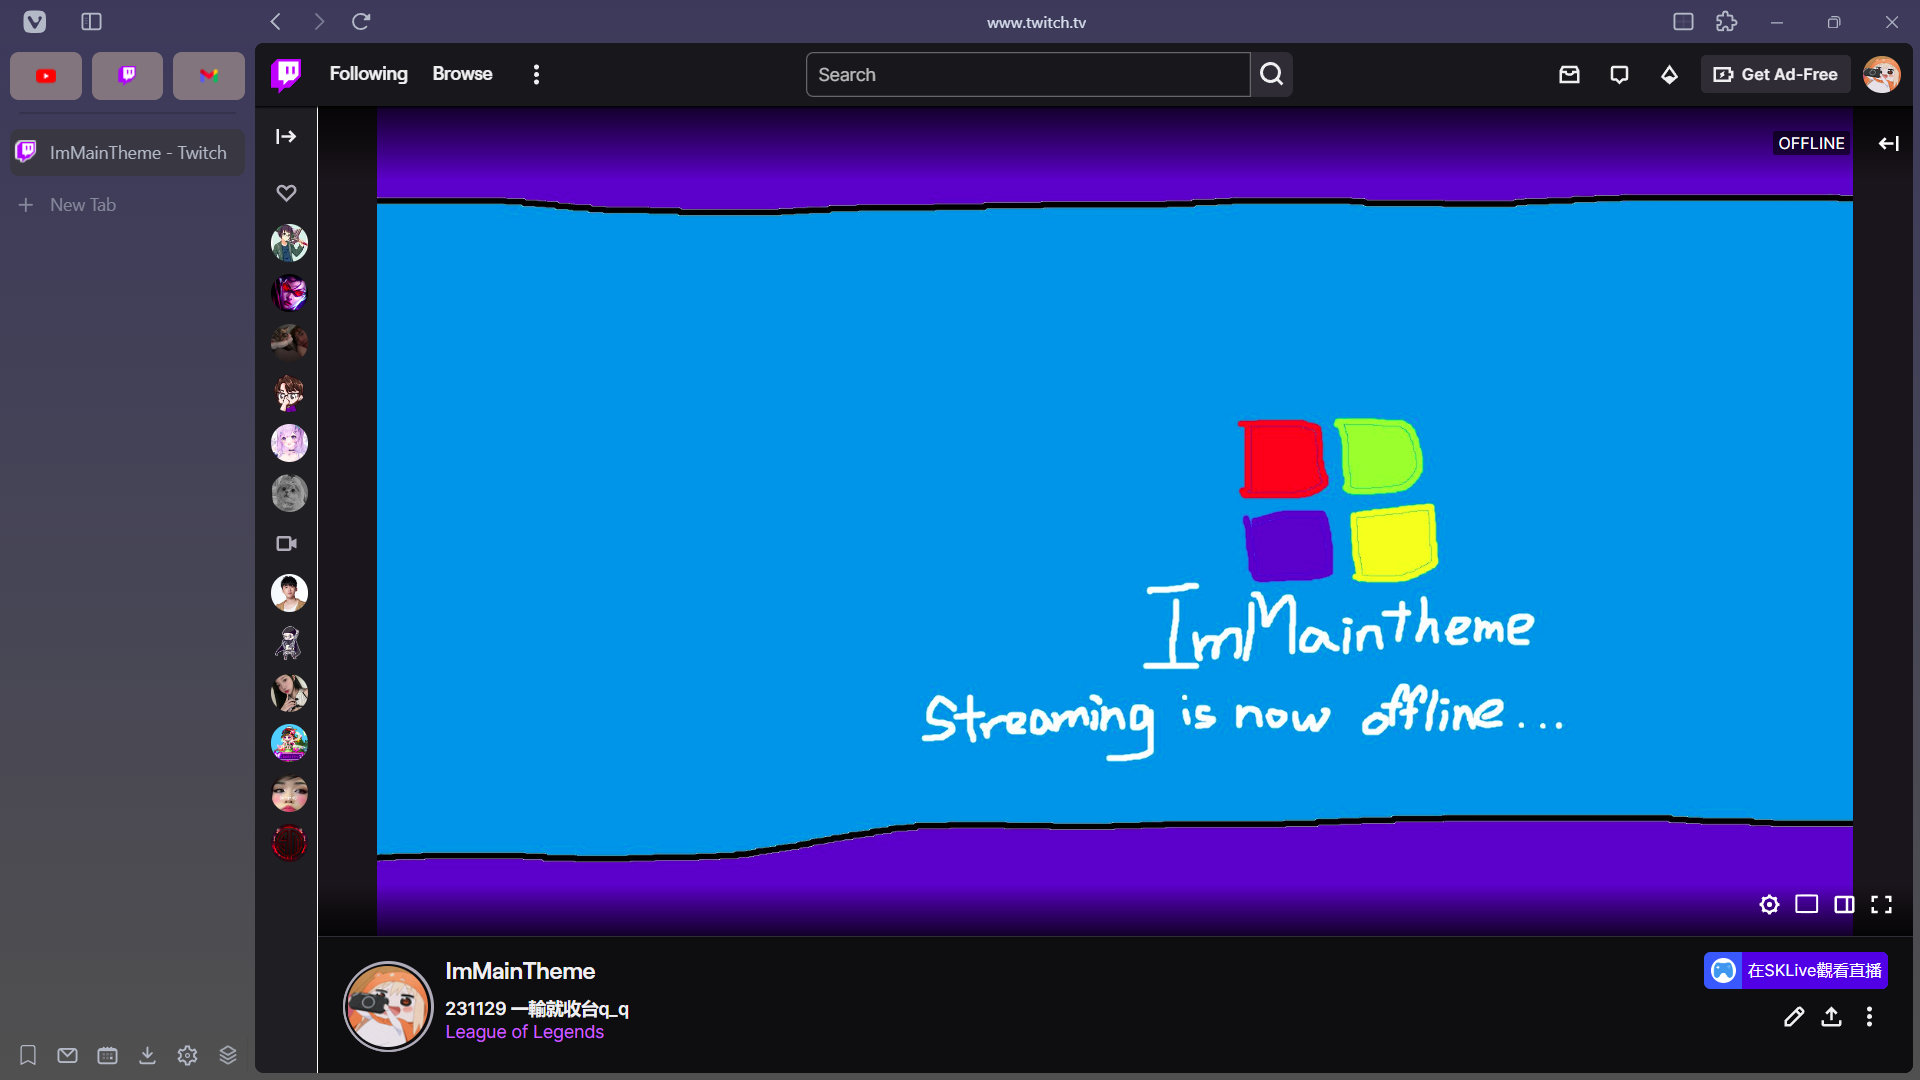 www.twitch.tv
Following
Browse
Search
Get Ad-Free
ImMainTheme - Twitch
New Tab
OFFLINE
ImMaintheme
Streaming is now offline...
ImMainTheme
231129 一輸就收台q_q
League of Legends
在SKLive觀看直播